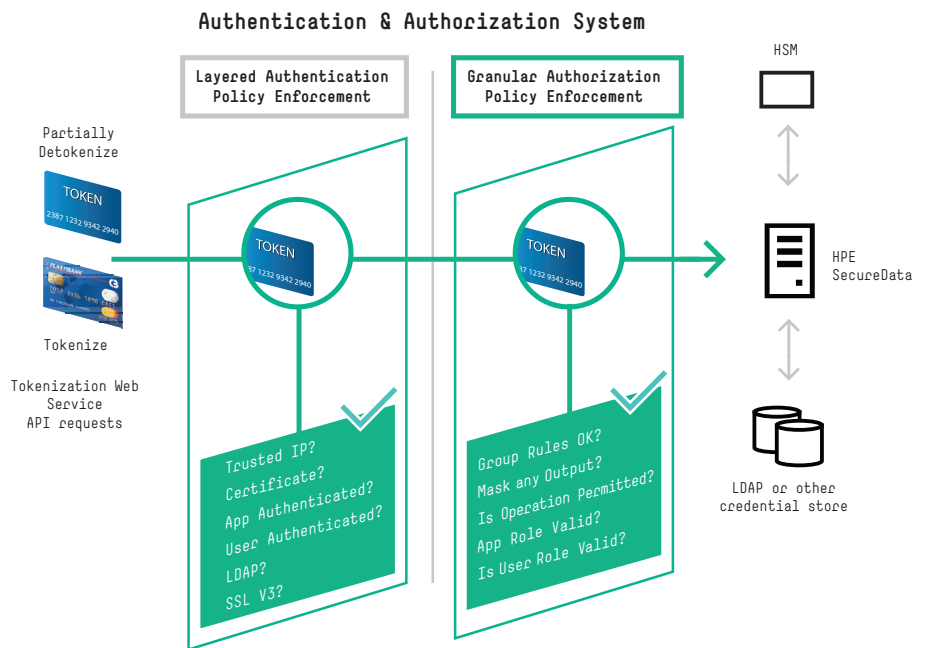 Authentication & Authorization System
Layered Authentication
Policy Enforcement
Granular Authorization
Policy Enforcement
HSM
Partially
Detokenize
TOKEN
2387 1232 9342 2940
PLASTIBANK
Tokenize
Tokenization Web
Service
API requests
TOKEN
37 1232 9342 2940
TOKEN
37 1232 9342 2940
HPE
SecureData
Trusted IP?
Certificate?
App Authenticated?
User Authenticated?
LDAP?
SSL V3?
Group Rules OK?
Mask any Output?
Is Operation Permitted?
App Role Valid?
Is User Role Valid?
LDAP or other
credential store